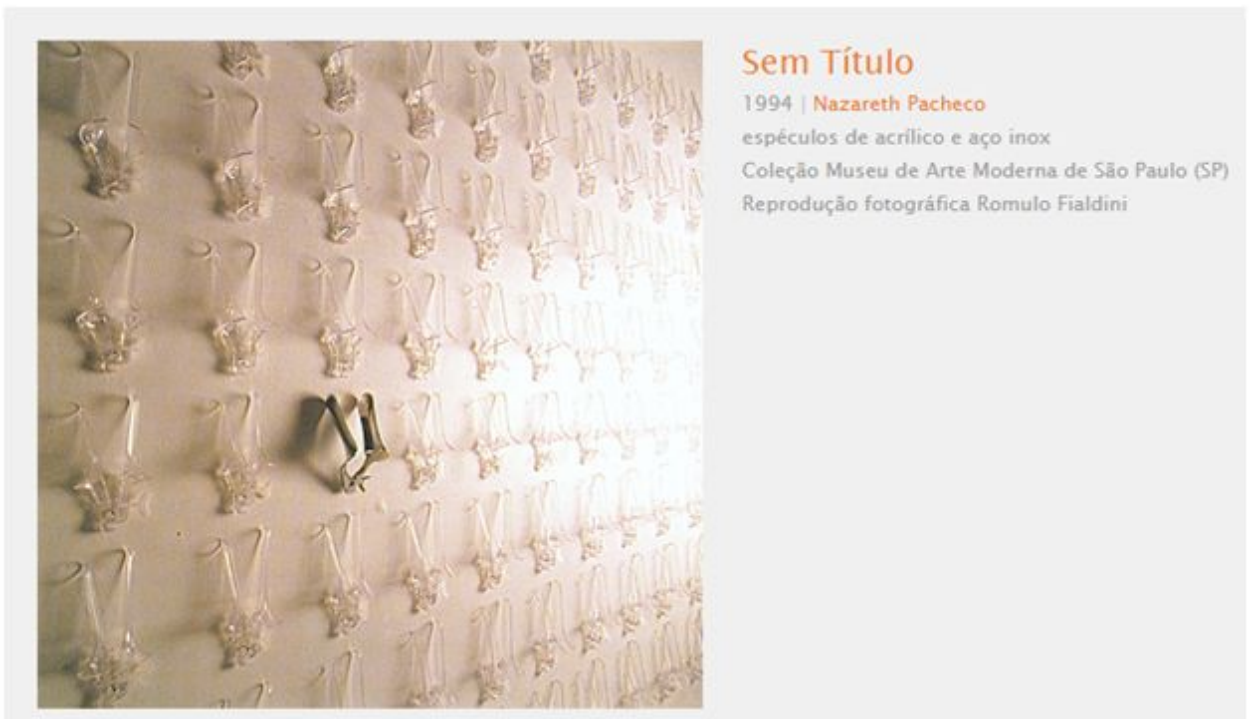 Sem Título
1994 | Nazareth Pacheco
espéculos de acrílico e aço inox
Coleção Museu de Arte Moderna de São Paulo (SP)
Reprodução fotográfica Romulo Fialdini